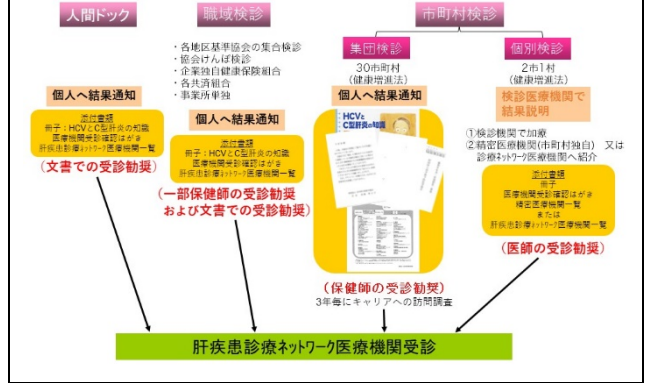 人間ドック
職域検診
市町村検診
・各地区基準協会の集合検診
・協会けんぽ検診
・企業独自健康保険組合
・各共済組合
・事業所単独
集団検診
個別検診
30市町村
(健康増進法)
2市1村
(健康増進法)
個人へ結果通知
添付書類
冊子：HCVとC型肝炎の知識
医療機関受診確認はがき
肝疾患診療ネットワーク医療機関一覧
(文書での受診勧奨)
個人へ結果通知
添付書類
冊子：HCVとC型肝炎の知識
医療機関受診確認はがき
肝疾患診療ネットワーク医療機関一覧
(一部保健師の受診勧奨
および文書での受診勧奨)
個人へ結果通知
HCVと
C型肝炎の知識
(保健師の受診勧奨)
3年毎にキャリアへの訪問調査
検診医療機関で
結果説明
①検診機関で加療
②精密医療機関(市町村独自) 又は
診療ネットワーク医療機関へ紹介
添付書類
冊子
医療機関受診確認はがき
精密医療機関一覧
または
肝疾患診療ネットワーク医療機関一覧
(医師の受診勧奨)
肝疾患診療ネットワーク医療機関受診